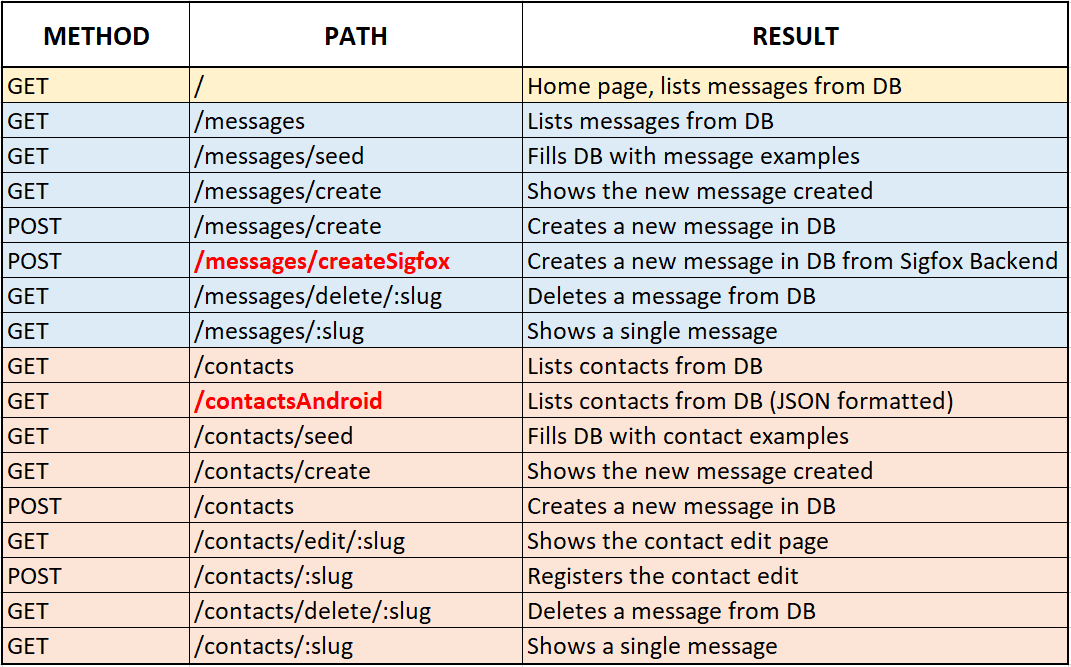 METHOD PATH RESULT
GET / Home page, lists messages from DB
GET /messages Lists messages from DB
GET /messages/seed Fills DB with message examples
GET /messages/create Shows the new message created
POST /messages/create Creates a new message in DB
POST /messages/createSigfox Creates a new message in DB from Sigfox Backend
GET /messages/delete/:slug Deletes a message from DB
GET /messages/:slug Shows a single message
GET /contacts Lists contacts from DB
GET /contactsAndroid Lists contacts from DB (JSON formatted)
GET /contacts/seed Fills DB with contact examples
GET /contacts/create Shows the new message created
POST /contacts Creates a new message in DB
GET /contacts/edit/:slug Shows the contact edit page
POST /contacts/:slug Registers the contact edit
GET /contacts/delete/:slug Deletes a message from DB
GET /contacts/:slug Shows a single message